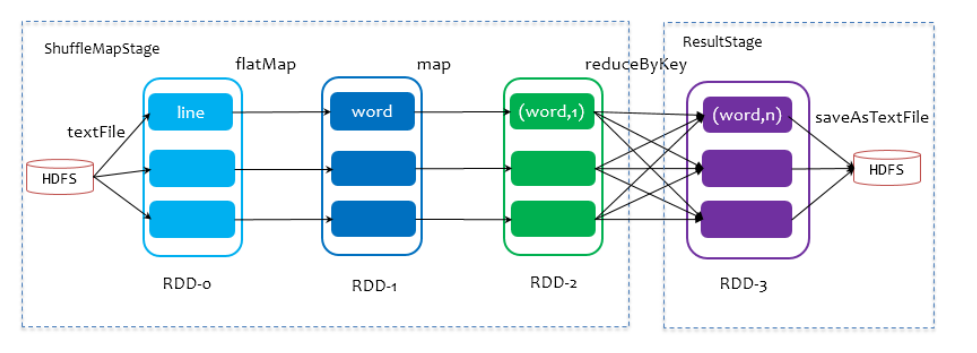 ShuffleMapStage
ResultStage
flatMap
map
reduceByKey
textFile
line
word
(word,1)
(word,n)
saveAsTextFile
HDFS
HDFS
RDD-0
RDD-1
RDD-2
RDD-3